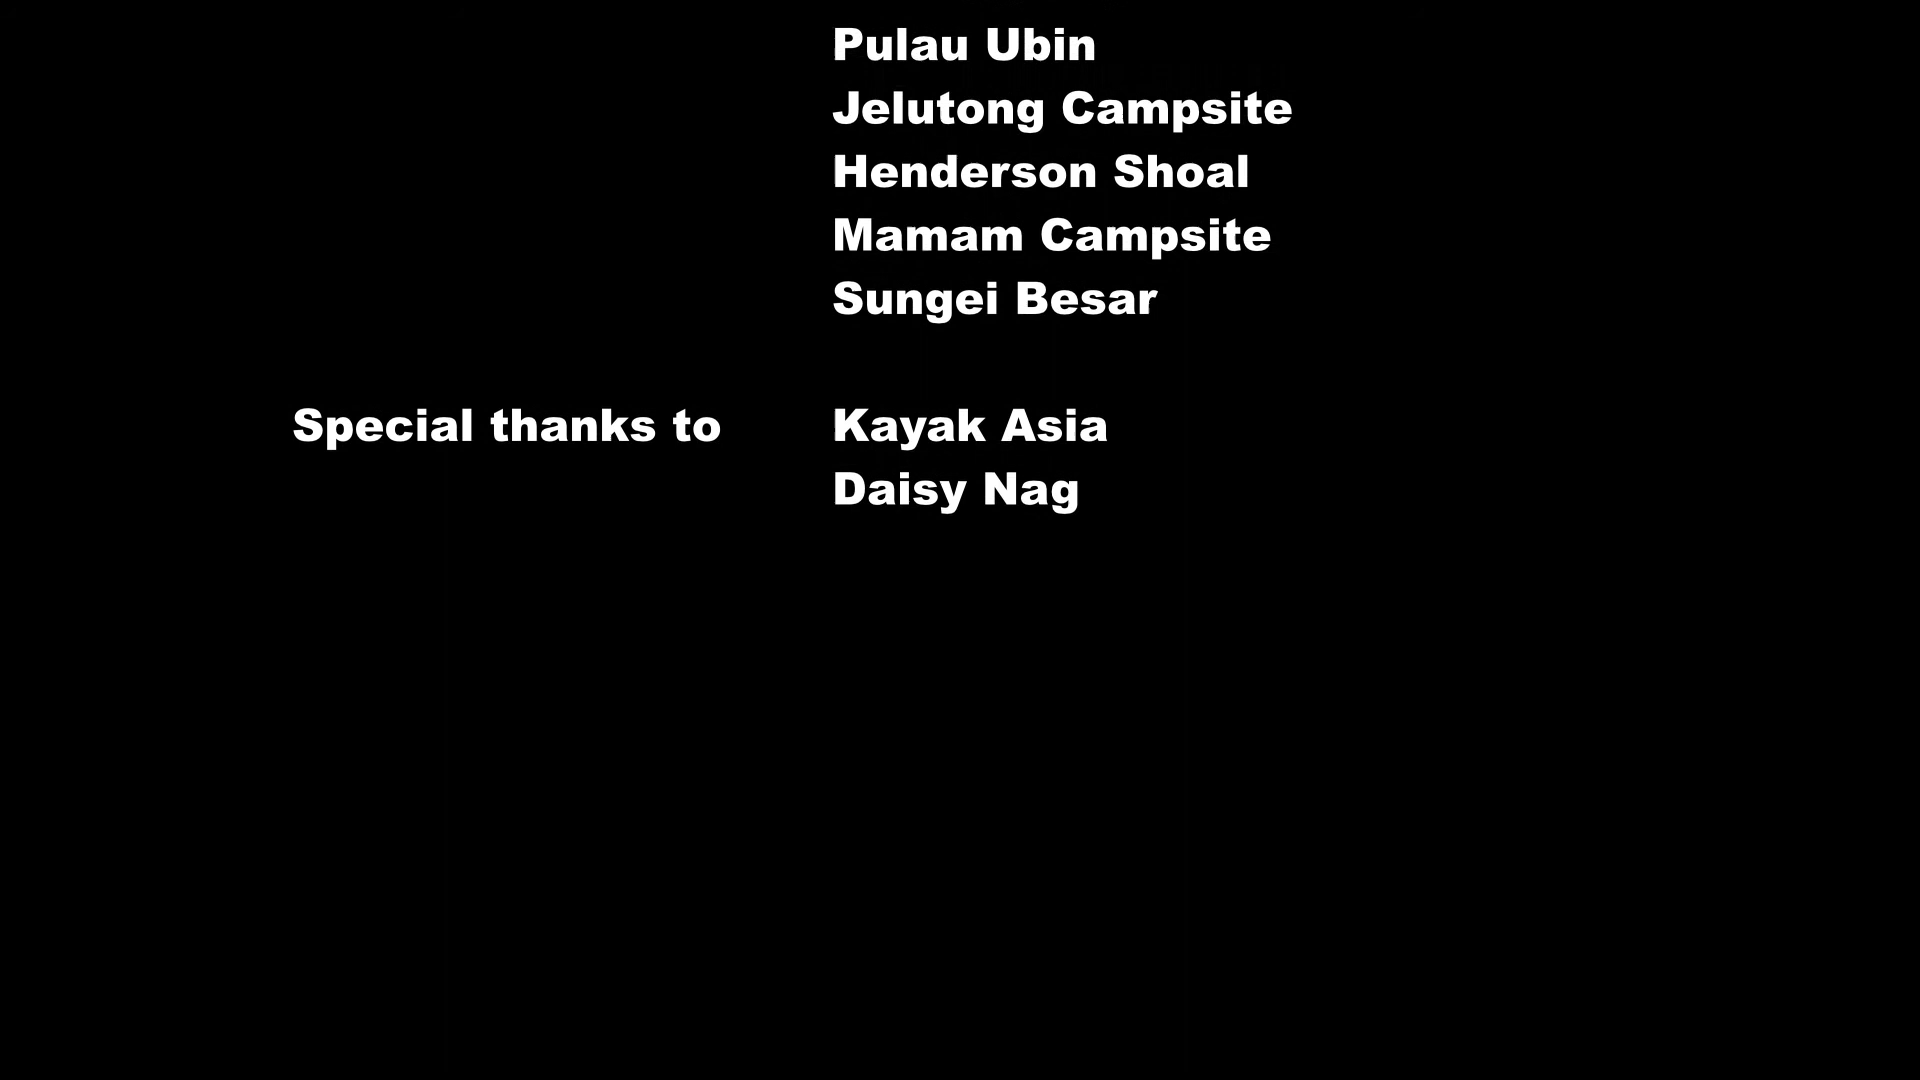 Pulau Ubin
Jelutong Campsite
Henderson Shoal
Mamam Campsite
Sungei Besar
Special thanks to Kayak Asia
Daisy Nag